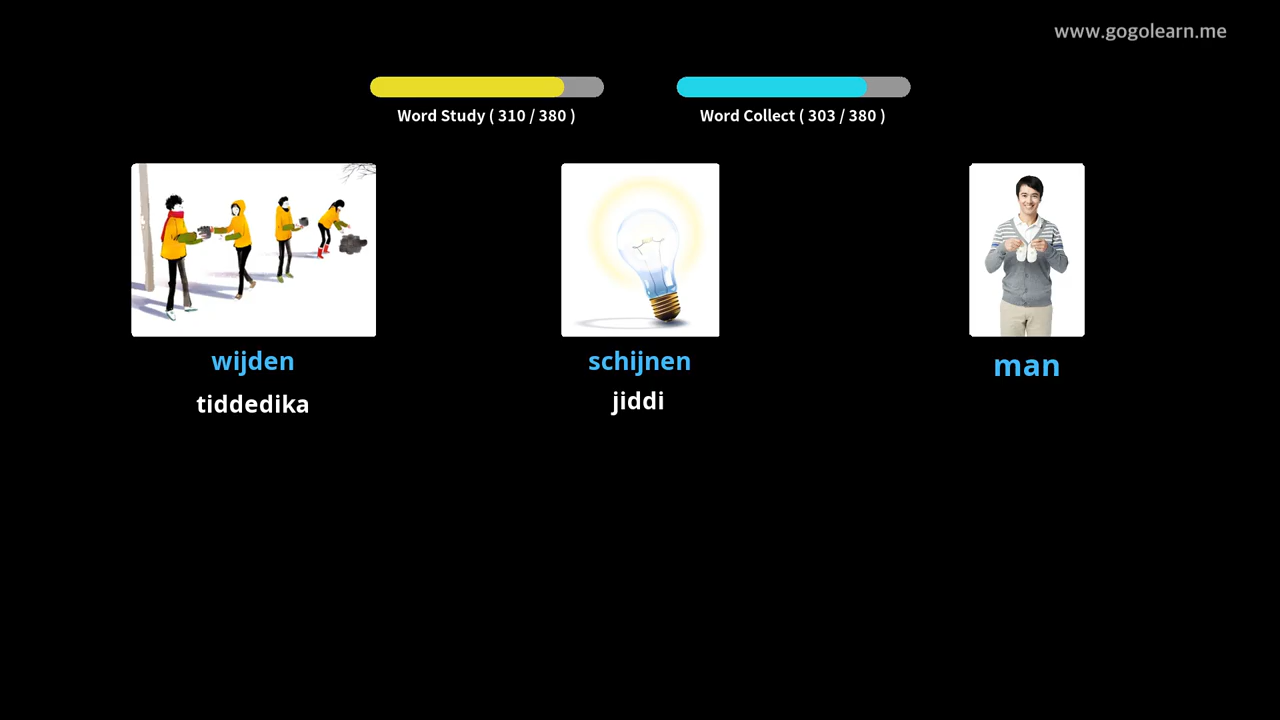 www.gogolearn.me
Word Study ( 310 / 380 )
Word Collect ( 303 / 380 )
wijden
schijnen
man
tiddedika
jiddi